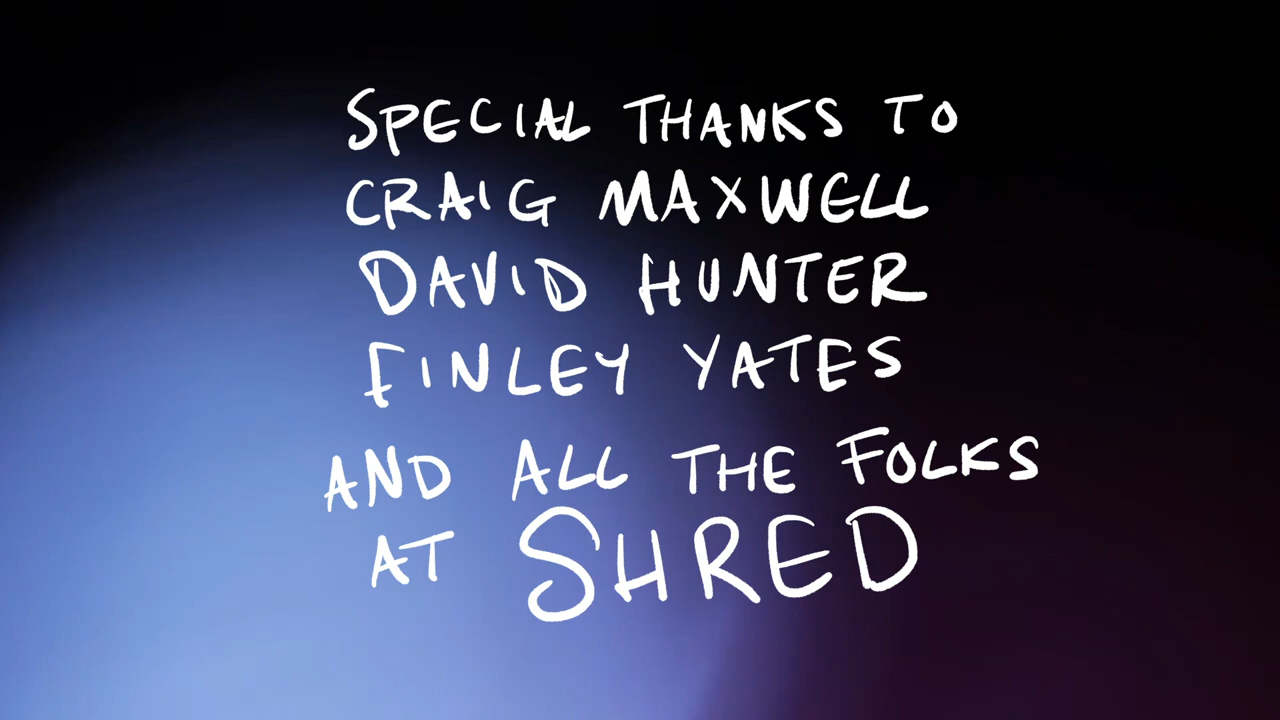 SPECIAL THANKS TO
CRAIG MAXWELL
DAVID HUNTER
FINLEY YATES
AND ALL THE FOLKS
AT SHRED